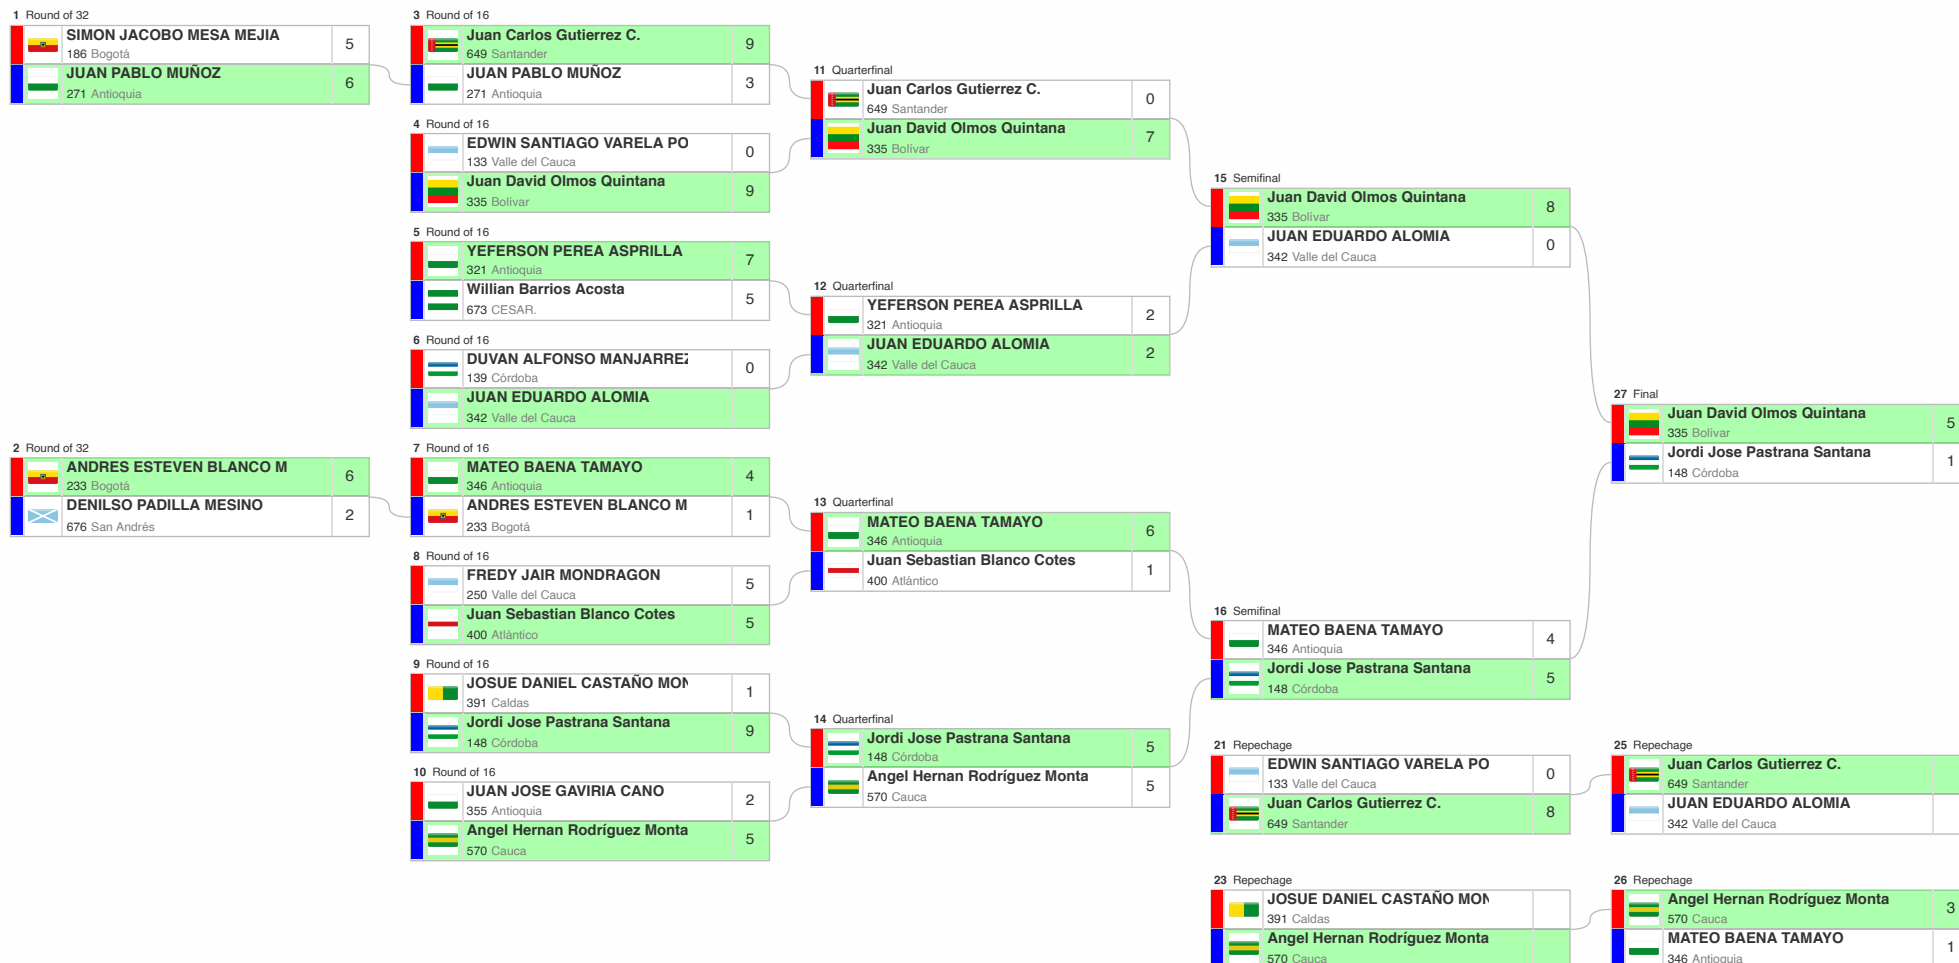 1 Round of 32
SIMON JACOBO MESA MEJIA 5
186 Bogotá
JUAN PABLO MUÑOZ 6
271 Antioquia
2 Round of 32
ANDRES ESTEVEN BLANCO M 6
233 Bogotá
DENILSO PADILLA MESINO 2
676 San Andrés
3 Round of 16
Juan Carlos Gutierrez C. 9
649 Santander
JUAN PABLO MUÑOZ 3
271 Antioquia
4 Round of 16
EDWIN SANTIAGO VARELA PO 0
133 Valle del Cauca
Juan David Olmos Quintana 9
335 Bolívar
5 Round of 16
YEFERSON PEREA ASPRILLA 7
321 Antioquia
Willian Barrios Acosta 5
673 CESAR.
6 Round of 16
DUVAN ALFONSO MANJARREZ 0
139 Córdoba
JUAN EDUARDO ALOMIA
342 Valle del Cauca
7 Round of 16
MATEO BAENA TAMAYO 4
346 Antioquia
ANDRES ESTEVEN BLANCO M 1
233 Bogotá
8 Round of 16
FREDY JAIR MONDRAGON 5
250 Valle del Cauca
Juan Sebastian Blanco Cotes 5
400 Atlántico
9 Round of 16
JOSUE DANIEL CASTAÑO MON 1
391 Caldas
Jordi Jose Pastrana Santana 9
148 Córdoba
10 Round of 16
JUAN JOSE GAVIRIA CANO 2
355 Antioquia
Angel Hernan Rodríguez Monta 5
570 Cauca
11 Quarterfinal
Juan Carlos Gutierrez C. 0
649 Santander
Juan David Olmos Quintana 7
335 Bolívar
12 Quarterfinal
YEFERSON PEREA ASPRILLA 2
321 Antioquia
JUAN EDUARDO ALOMIA 2
342 Valle del Cauca
13 Quarterfinal
MATEO BAENA TAMAYO 6
346 Antioquia
Juan Sebastian Blanco Cotes 1
400 Atlántico
14 Quarterfinal
Jordi Jose Pastrana Santana 5
148 Córdoba
Angel Hernan Rodríguez Monta 5
570 Cauca
15 Semifinal
Juan David Olmos Quintana 8
335 Bolívar
JUAN EDUARDO ALOMIA 0
342 Valle del Cauca
16 Semifinal
MATEO BAENA TAMAYO 4
346 Antioquia
Jordi Jose Pastrana Santana 5
148 Córdoba
21 Repechage
EDWIN SANTIAGO VARELA PO 0
133 Valle del Cauca
Juan Carlos Gutierrez C. 8
649 Santander
23 Repechage
JOSUE DANIEL CASTAÑO MON
391 Caldas
Angel Hernan Rodríguez Monta
570 Cauca
27 Final
Juan David Olmos Quintana 5
335 Bolívar
Jordi Jose Pastrana Santana 1
148 Córdoba
25 Repechage
Juan Carlos Gutierrez C.
649 Santander
JUAN EDUARDO ALOMIA
342 Valle del Cauca
26 Repechage
Angel Hernan Rodríguez Monta 3
570 Cauca
MATEO BAENA TAMAYO 1
346 Antioquia